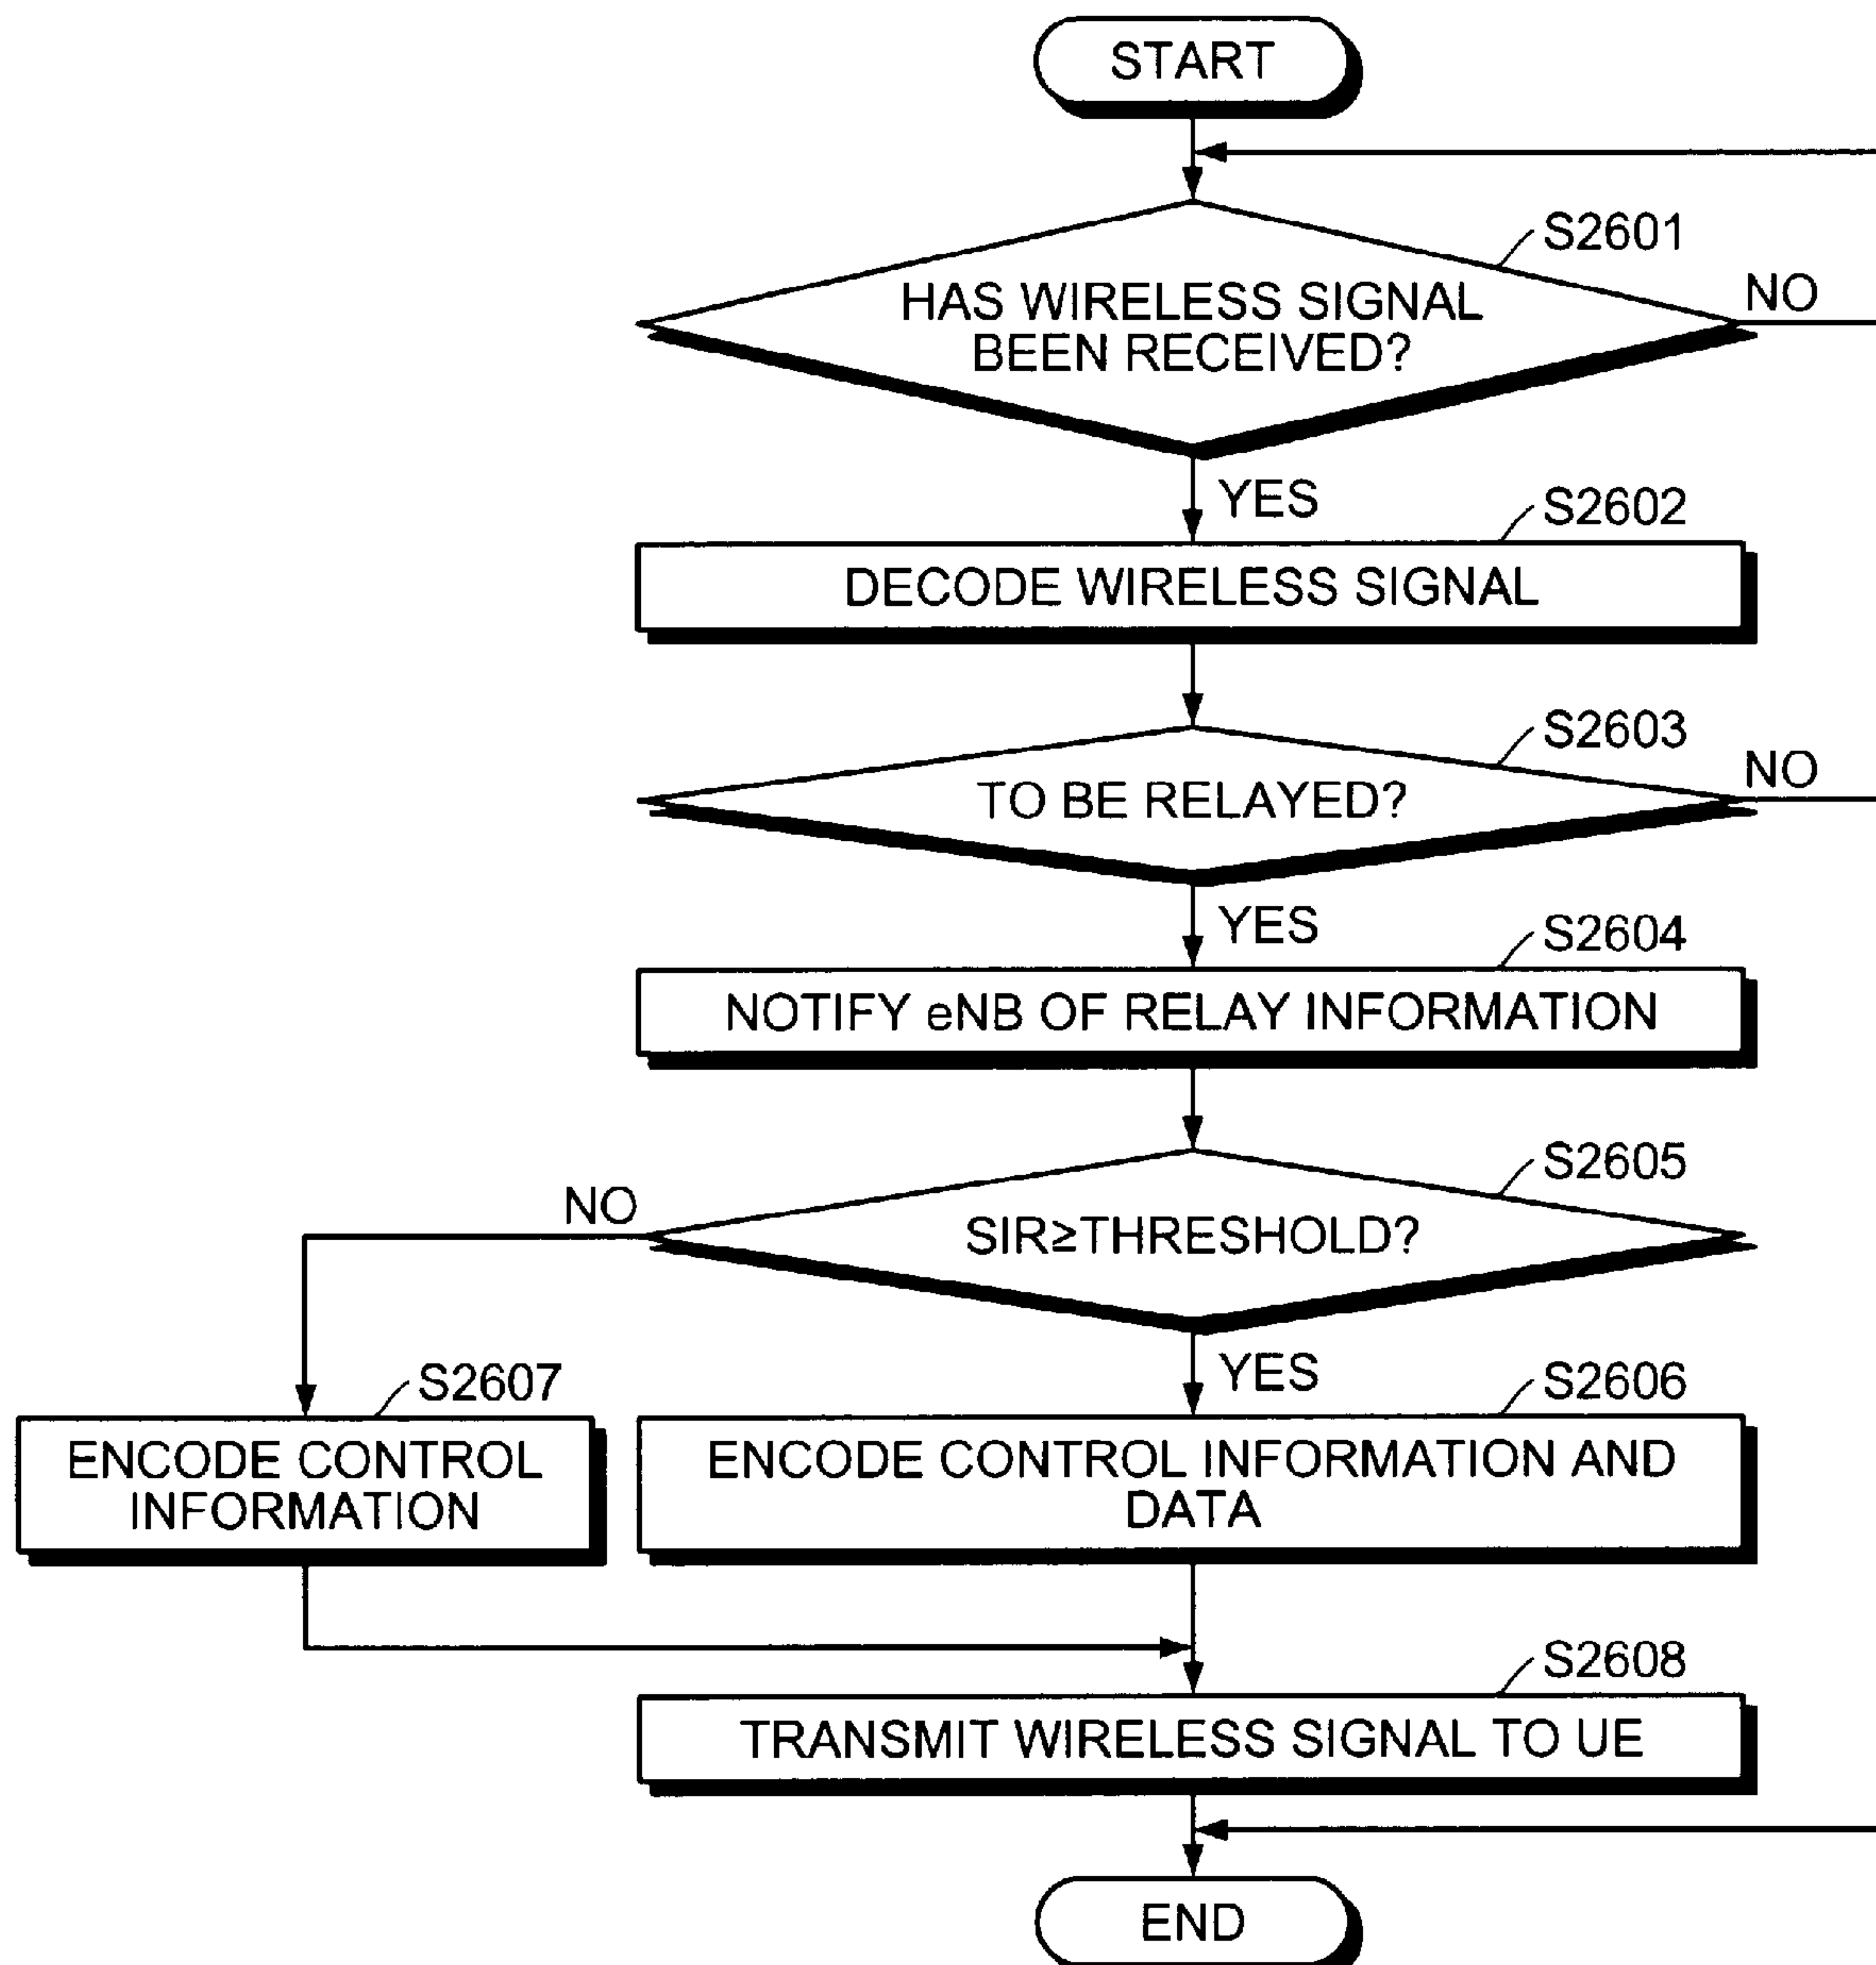 START
S2601
HAS WIRELESS SIGNAL
BEEN RECEIVED?
NO
YES
S2602
DECODE WIRELESS SIGNAL
S2603
TO BE RELAYED?
NO
YES
S2604
NOTIFY eNB OF RELAY INFORMATION
S2605
NO
SIR≥THRESHOLD?
YES
S2607
S2606
ENCODE CONTROL
INFORMATION
ENCODE CONTROL INFORMATION AND
DATA
S2608
TRANSMIT WIRELESS SIGNAL TO UE
END